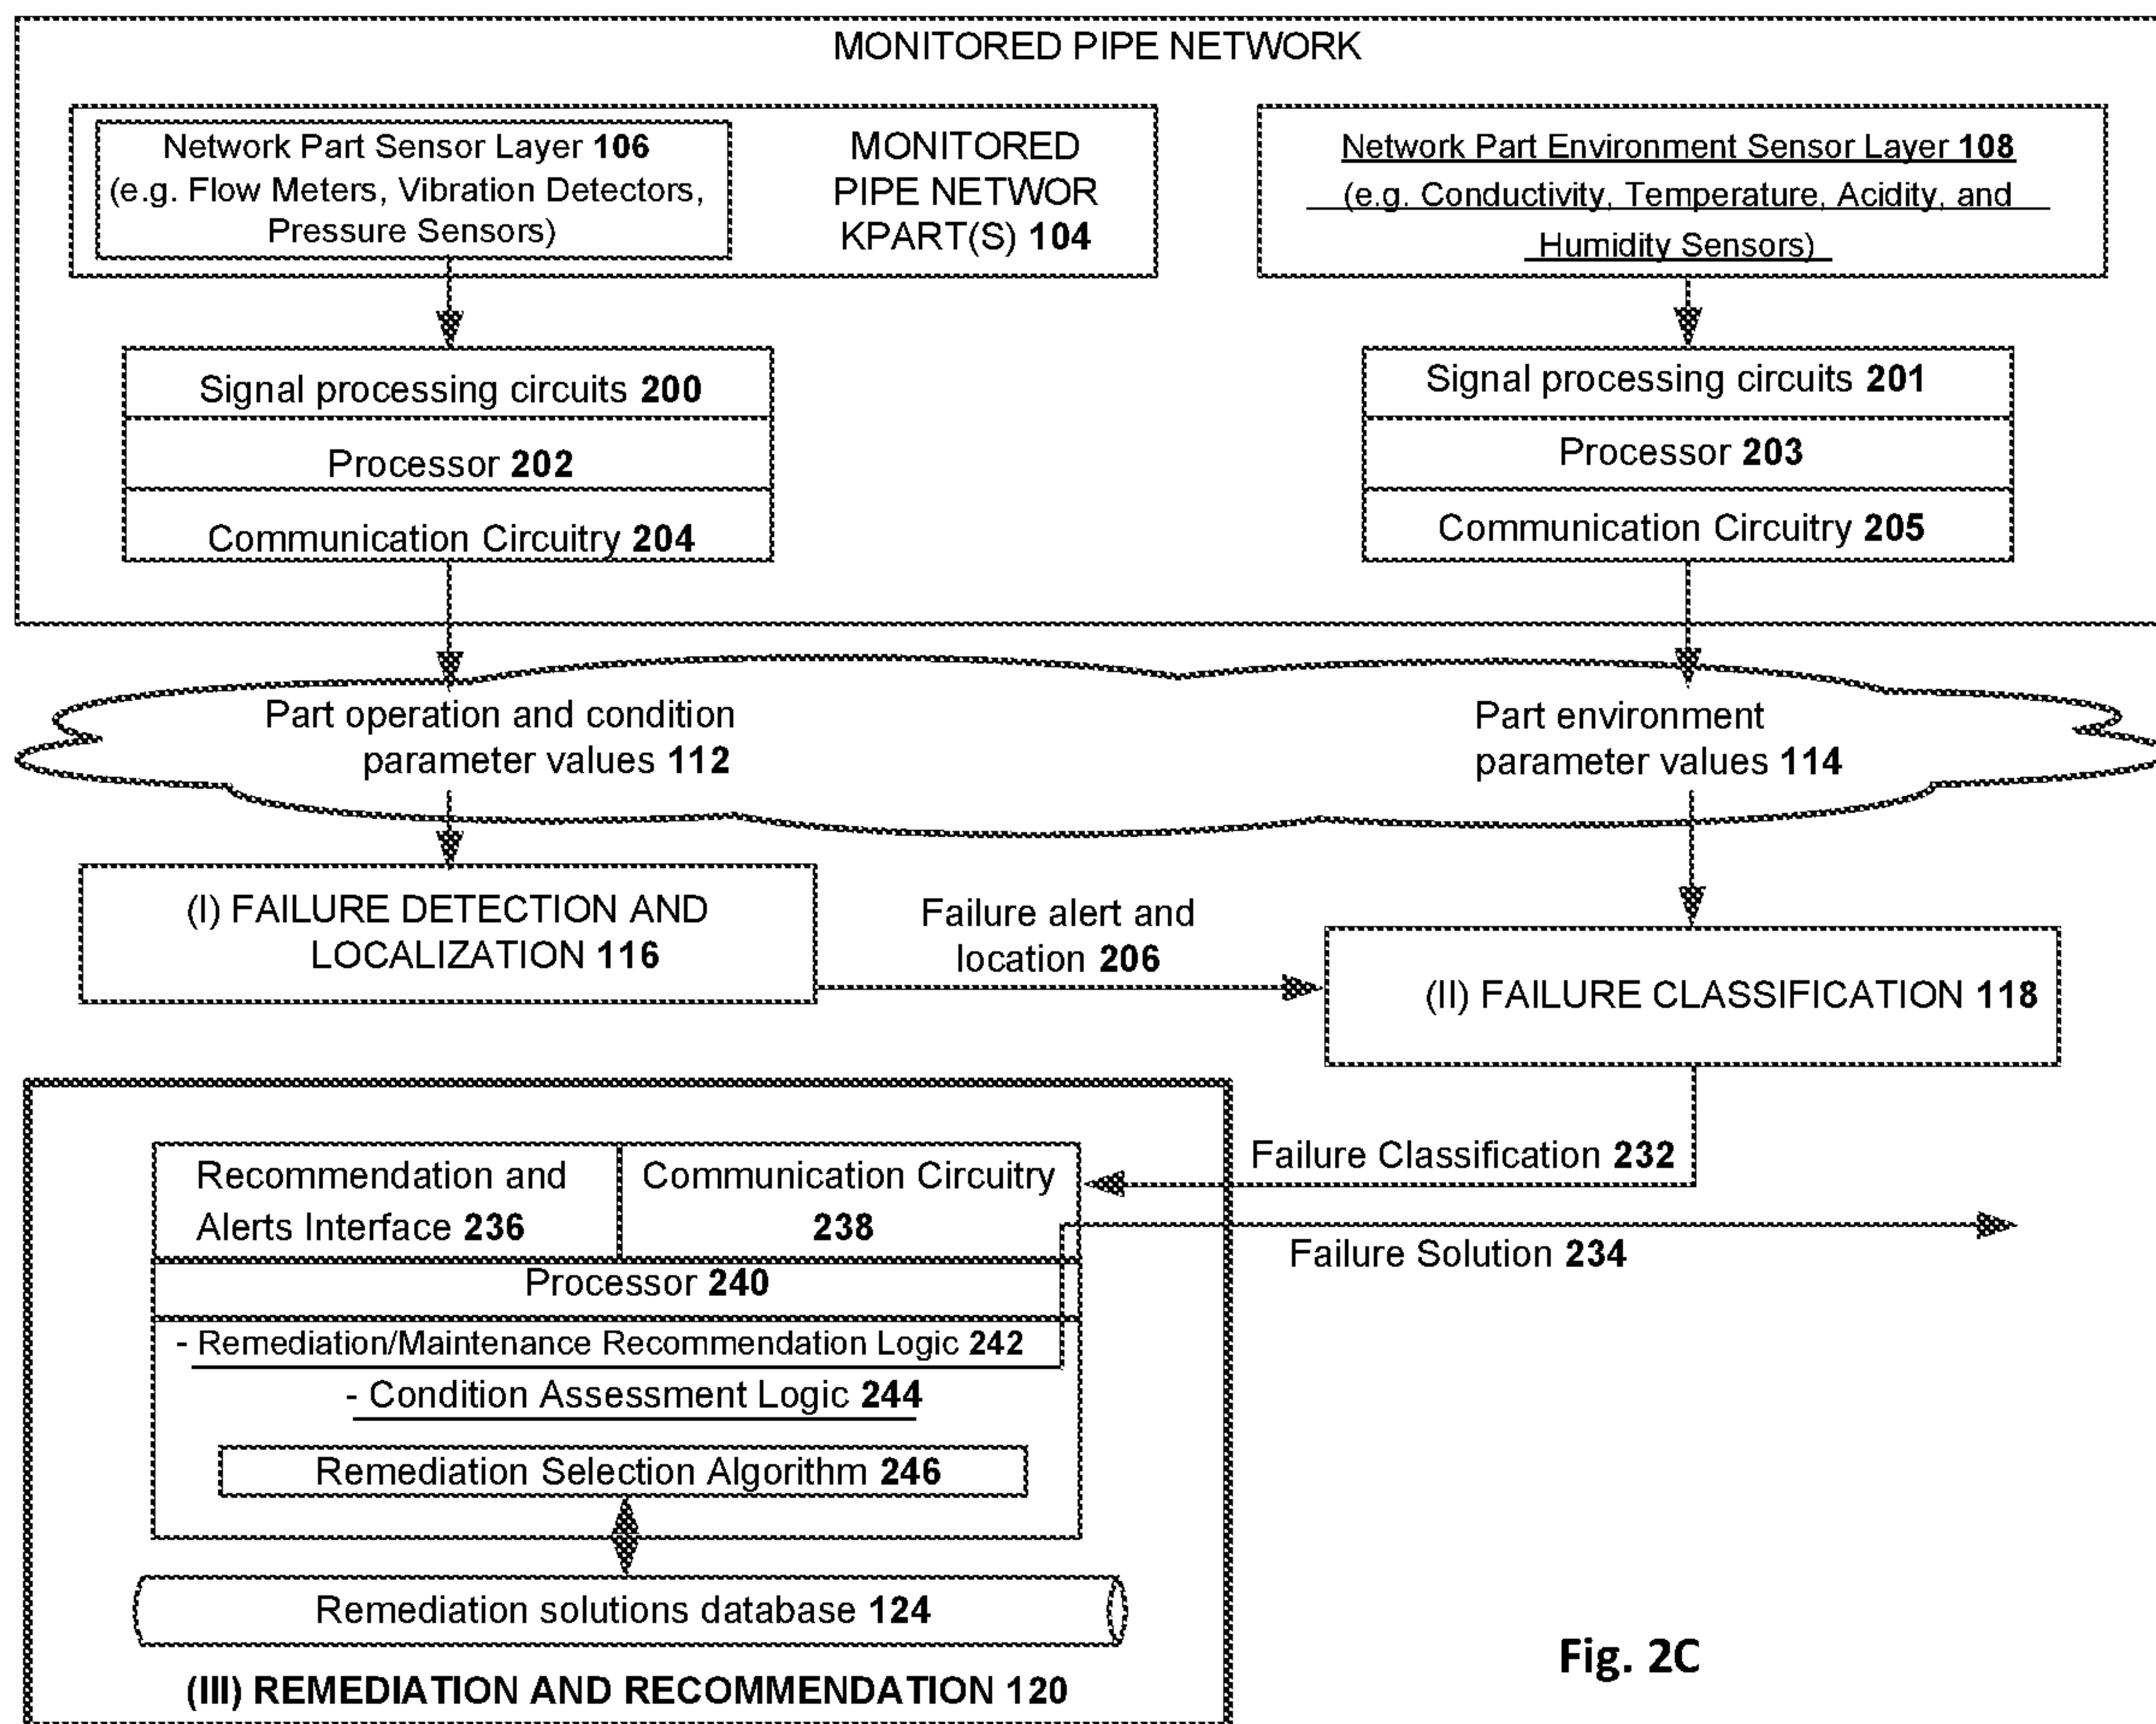 MONITORED PIPE NETWORK
Network Part Sensor Layer 106
(e.g. Flow Meters, Vibration Detectors,
Pressure Sensors)
MONITORED
PIPE NETWOR
KPART(S) 104
Network Part Environment Sensor Layer 108
(e.g. Conductivity, Temperature, Acidity, and
Humidity Sensors)
Signal processing circuits 200
Processor 202
Communication Circuitry 204
Signal processing circuits 201
Processor 203
Communication Circuitry 205
Part operation and condition
parameter values 112
Part environment
parameter values 114
(I) FAILURE DETECTION AND
LOCALIZATION 116
Failure alert and
location 206
(II) FAILURE CLASSIFICATION 118
Failure Classification 232
Failure Solution 234
Recommendation and
Alerts Interface 236
Communication Circuitry
238
Processor 240
- Remediation/Maintenance Recommendation Logic 242
- Condition Assessment Logic 244
Remediation Selection Algorithm 246
Remediation solutions database 124
(III) REMEDIATION AND RECOMMENDATION 120
Fig. 2C